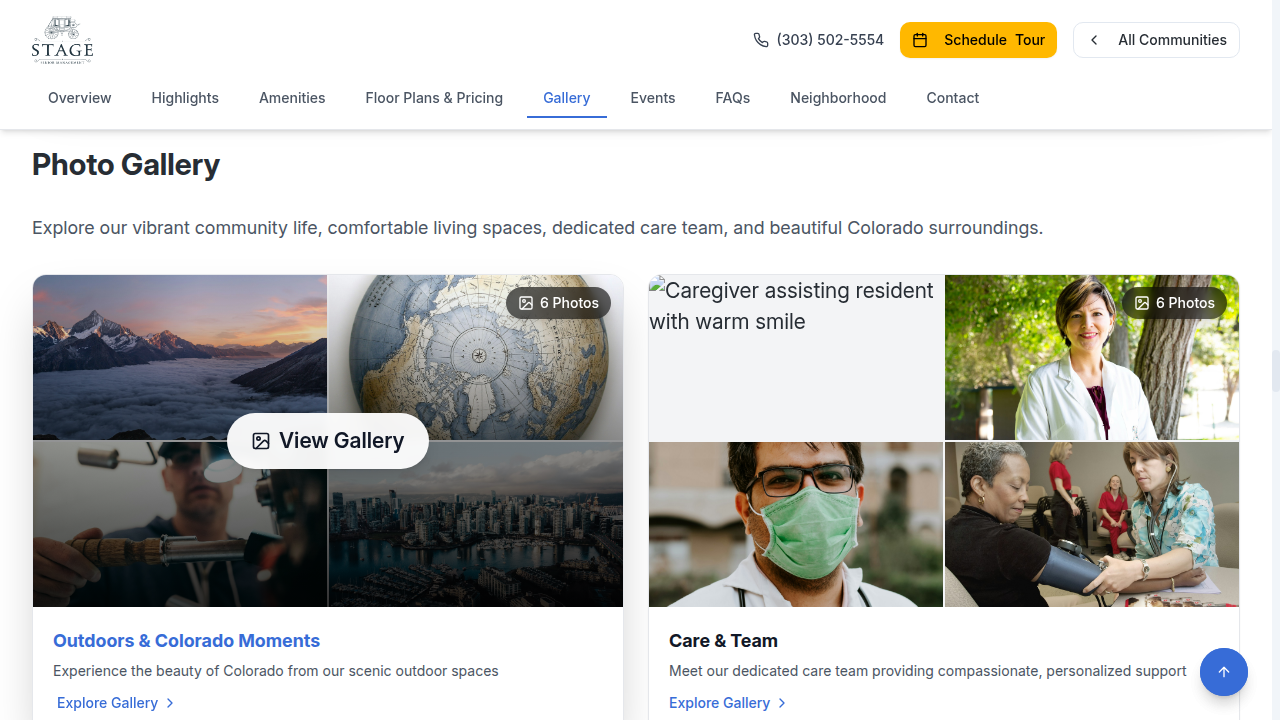 STAGE
(303) 502-5554
Schedule Tour
All Communities
Overview
Highlights
Amenities
Floor Plans & Pricing
Gallery
Events
FAQs
Neighborhood
Contact
Photo Gallery
Explore our vibrant community life, comfortable living spaces, dedicated care team, and beautiful Colorado surroundings.
6 Photos
View Gallery
Caregiver assisting resident
with warm smile
6 Photos
Outdoors & Colorado Moments
Experience the beauty of Colorado from our scenic outdoor spaces
Explore Gallery
Care & Team
Meet our dedicated care team providing compassionate, personalized support
Explore Gallery